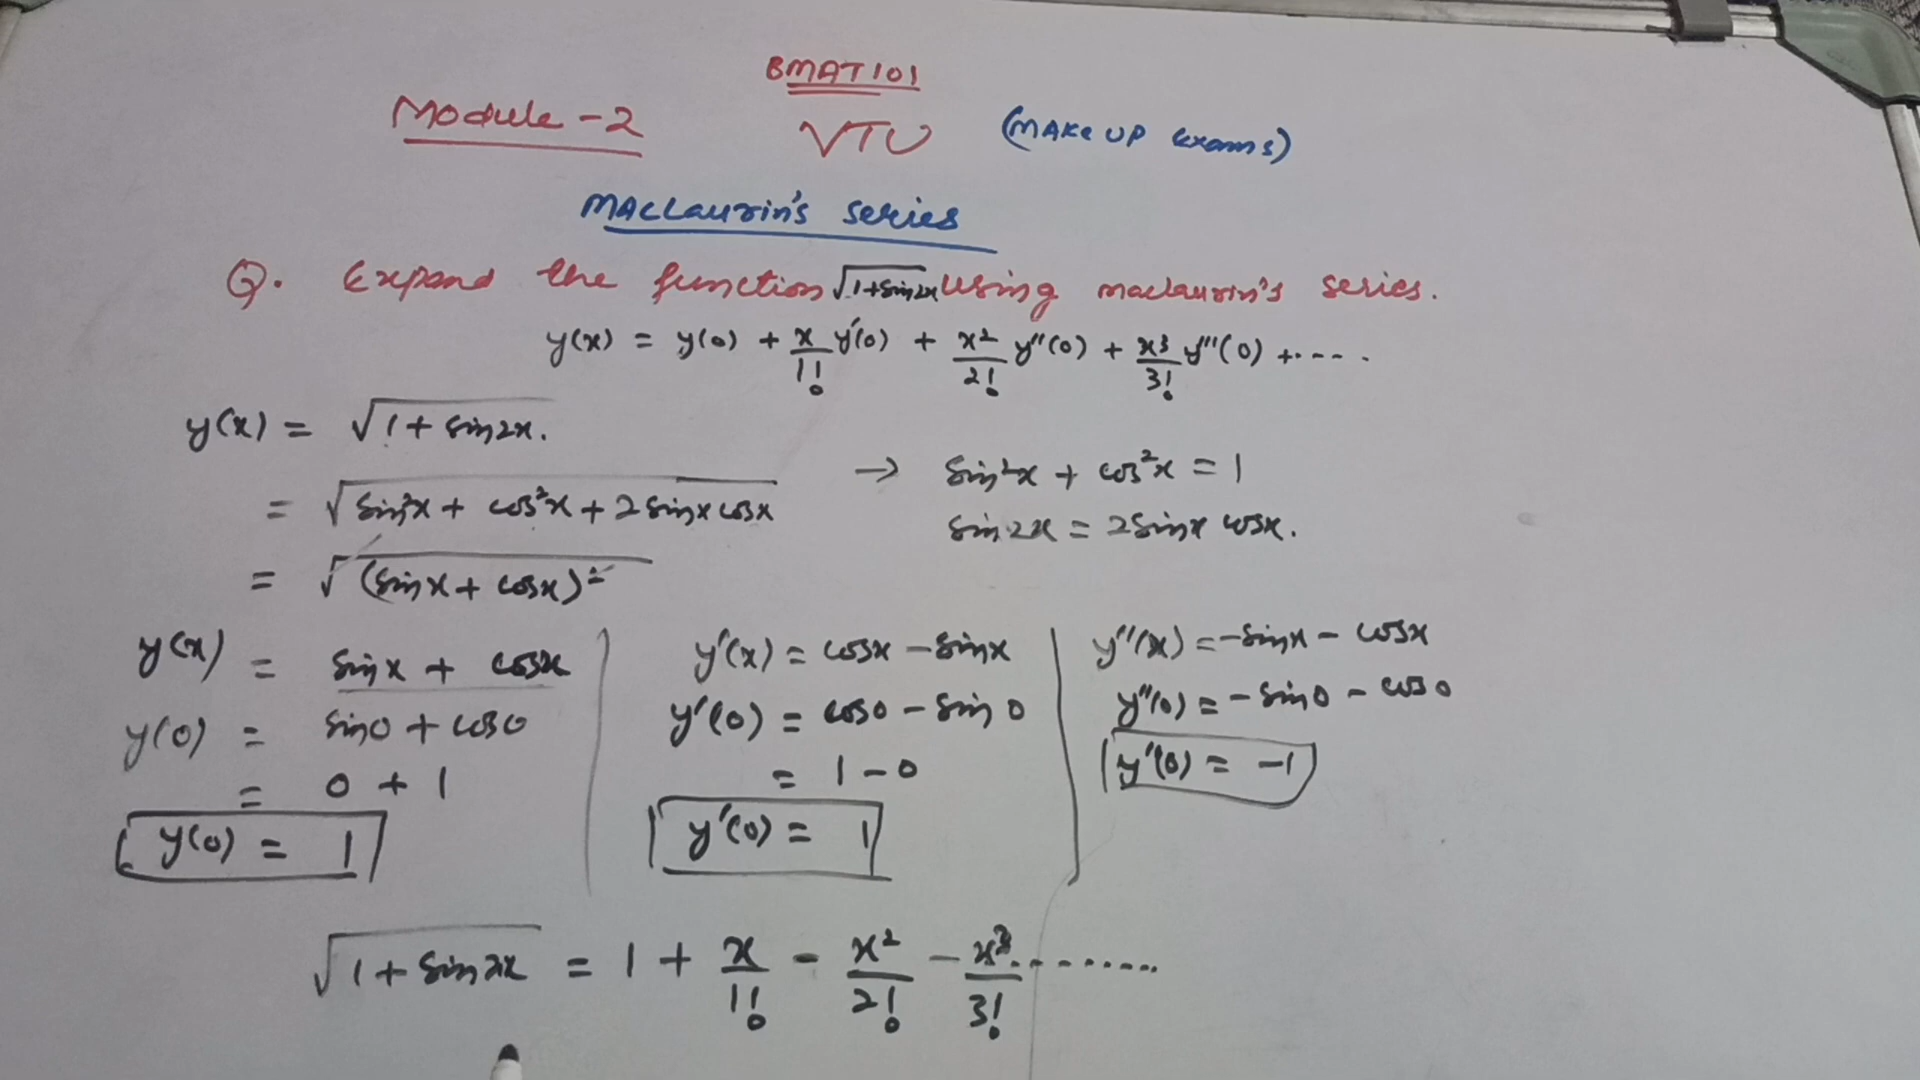 BMAT101
Module-2 VTU (MAKE UP Exams)
MACLaurin's series
Q. Expand the function √(1+sin2x) using maclaurin's series.
y(x) = y(0) + x/1! y'(0) + x²/2! y''(0) + x³/3! y'''(0) +....
y(x) = √(1 + sin2x).
= √(sin²x + cos²x + 2sinx cosx) → sin²x + cos²x = 1
sin2x = 2sinx cosx.
= √((sinx + cosx)²)
y(x) = sinx + cosx
y(0) = sin0 + cos0
= 0 + 1
y(0) = 1
y'(x) = cosx - sinx
y'(0) = cos0 - sin0
= 1 - 0
y'(0) = 1
y''(x) = -sinx - cosx
y''(0) = -sin0 - cos0
y'(0) = -1
√(1 + sin2x) = 1 + x/1! - x²/2! - x³/3! ........